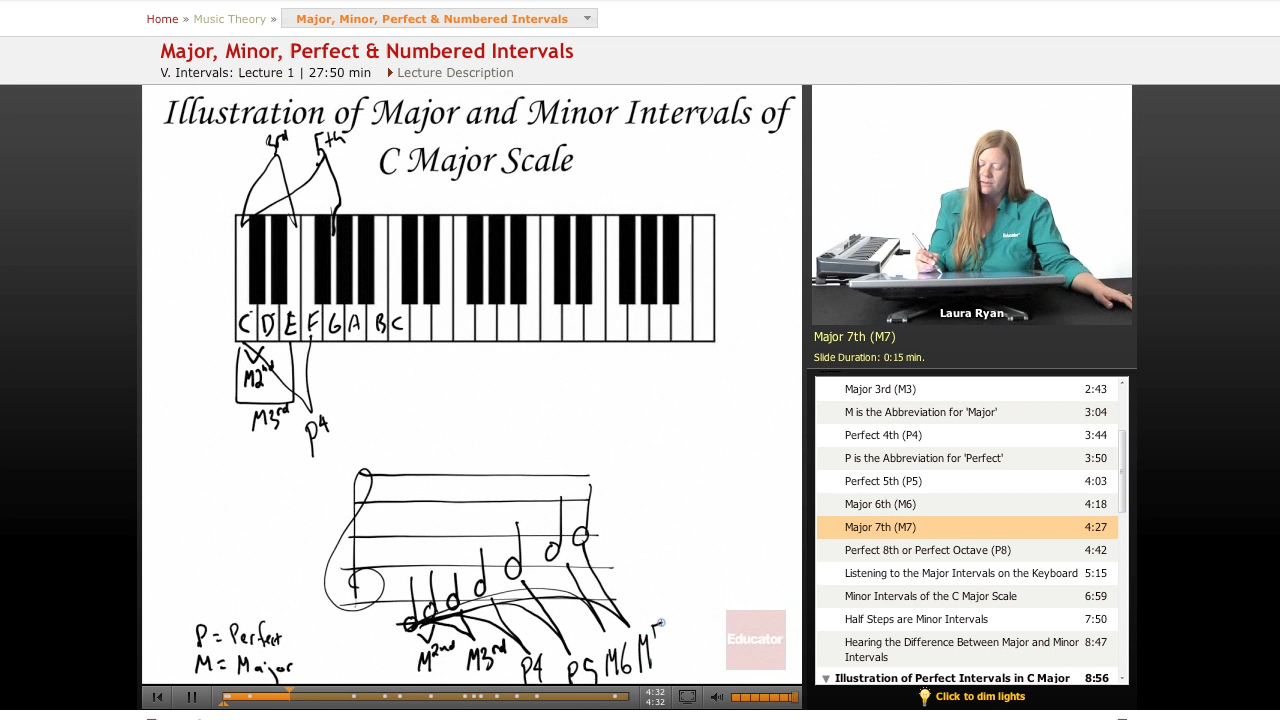 Home » Music Theory » Major, Minor, Perfect & Numbered Intervals
Major, Minor, Perfect & Numbered Intervals
V. Intervals: Lecture 1 | 27:50 min Lecture Description
Illustration of Major and Minor Intervals of
C Major Scale
3rd 5th
C D E F G A B C
M2nd
M3rd
P4
M2nd M3rd P4 P5 M6 M
P = Perfect
M = Major
Educator
Educator
Laura Ryan
Major 7th (M7)
Slide Duration: 0:15 min.
Major 3rd (M3) 2:43
M is the Abbreviation for 'Major' 3:04
Perfect 4th (P4) 3:44
P is the Abbreviation for 'Perfect' 3:50
Perfect 5th (P5) 4:03
Major 6th (M6) 4:18
Major 7th (M7) 4:27
Perfect 8th or Perfect Octave (P8) 4:42
Listening to the Major Intervals on the Keyboard 5:15
Minor Intervals of the C Major Scale 6:59
Half Steps are Minor Intervals 7:50
Hearing the Difference Between Major and Minor 8:47
Intervals
Illustration of Perfect Intervals in C Major 8:56
4:32
4:32
Click to dim lights